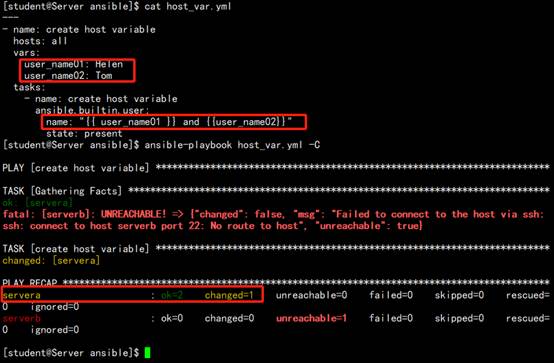 [student@Server ansible]$ cat host_var.yml
---
- name: create host variable
  hosts: all
  vars:
    user_name01: Helen
    user_name02: Tom
  tasks:
    - name: create host variable
      ansible.builtin.user:
        name: "{{ user_name01 }} and {{user_name02}}"
        state: present
[student@Server ansible]$ ansible-playbook host_var.yml -C
PLAY [create host variable] ****************************************************************
TASK [Gathering Facts] *********************************************************************
ok: [servera]
fatal: [serverb]: UNREACHABLE! => {"changed": false, "msg": "Failed to connect to the host via ssh:
ssh: connect to host serverb port 22: No route to host", "unreachable": true}
TASK [create host variable] ****************************************************************
changed: [servera]
PLAY RECAP *********************************************************************************
servera : ok=2 changed=1 unreachable=0 failed=0 skipped=0 rescued=
0 ignored=0
serverb : ok=0 changed=0 unreachable=1 failed=0 skipped=0 rescued=
0 ignored=0
[student@Server ansible]$